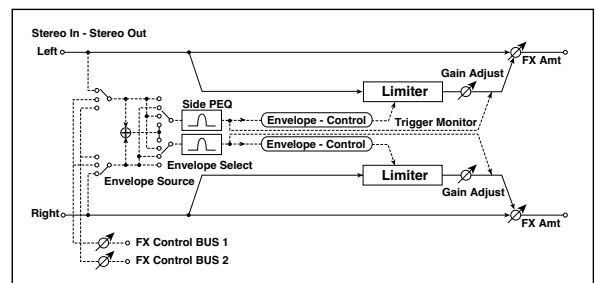 Stereo In - Stereo Out
Left
FX Amt
Limiter
Gain Adjust
Side PEQ
Envelope - Control
Trigger Monitor
Envelope - Control
Envelope Select
Envelope Source
Limiter
Gain Adjust
Right
FX Amt
FX Control BUS 1
FX Control BUS 2